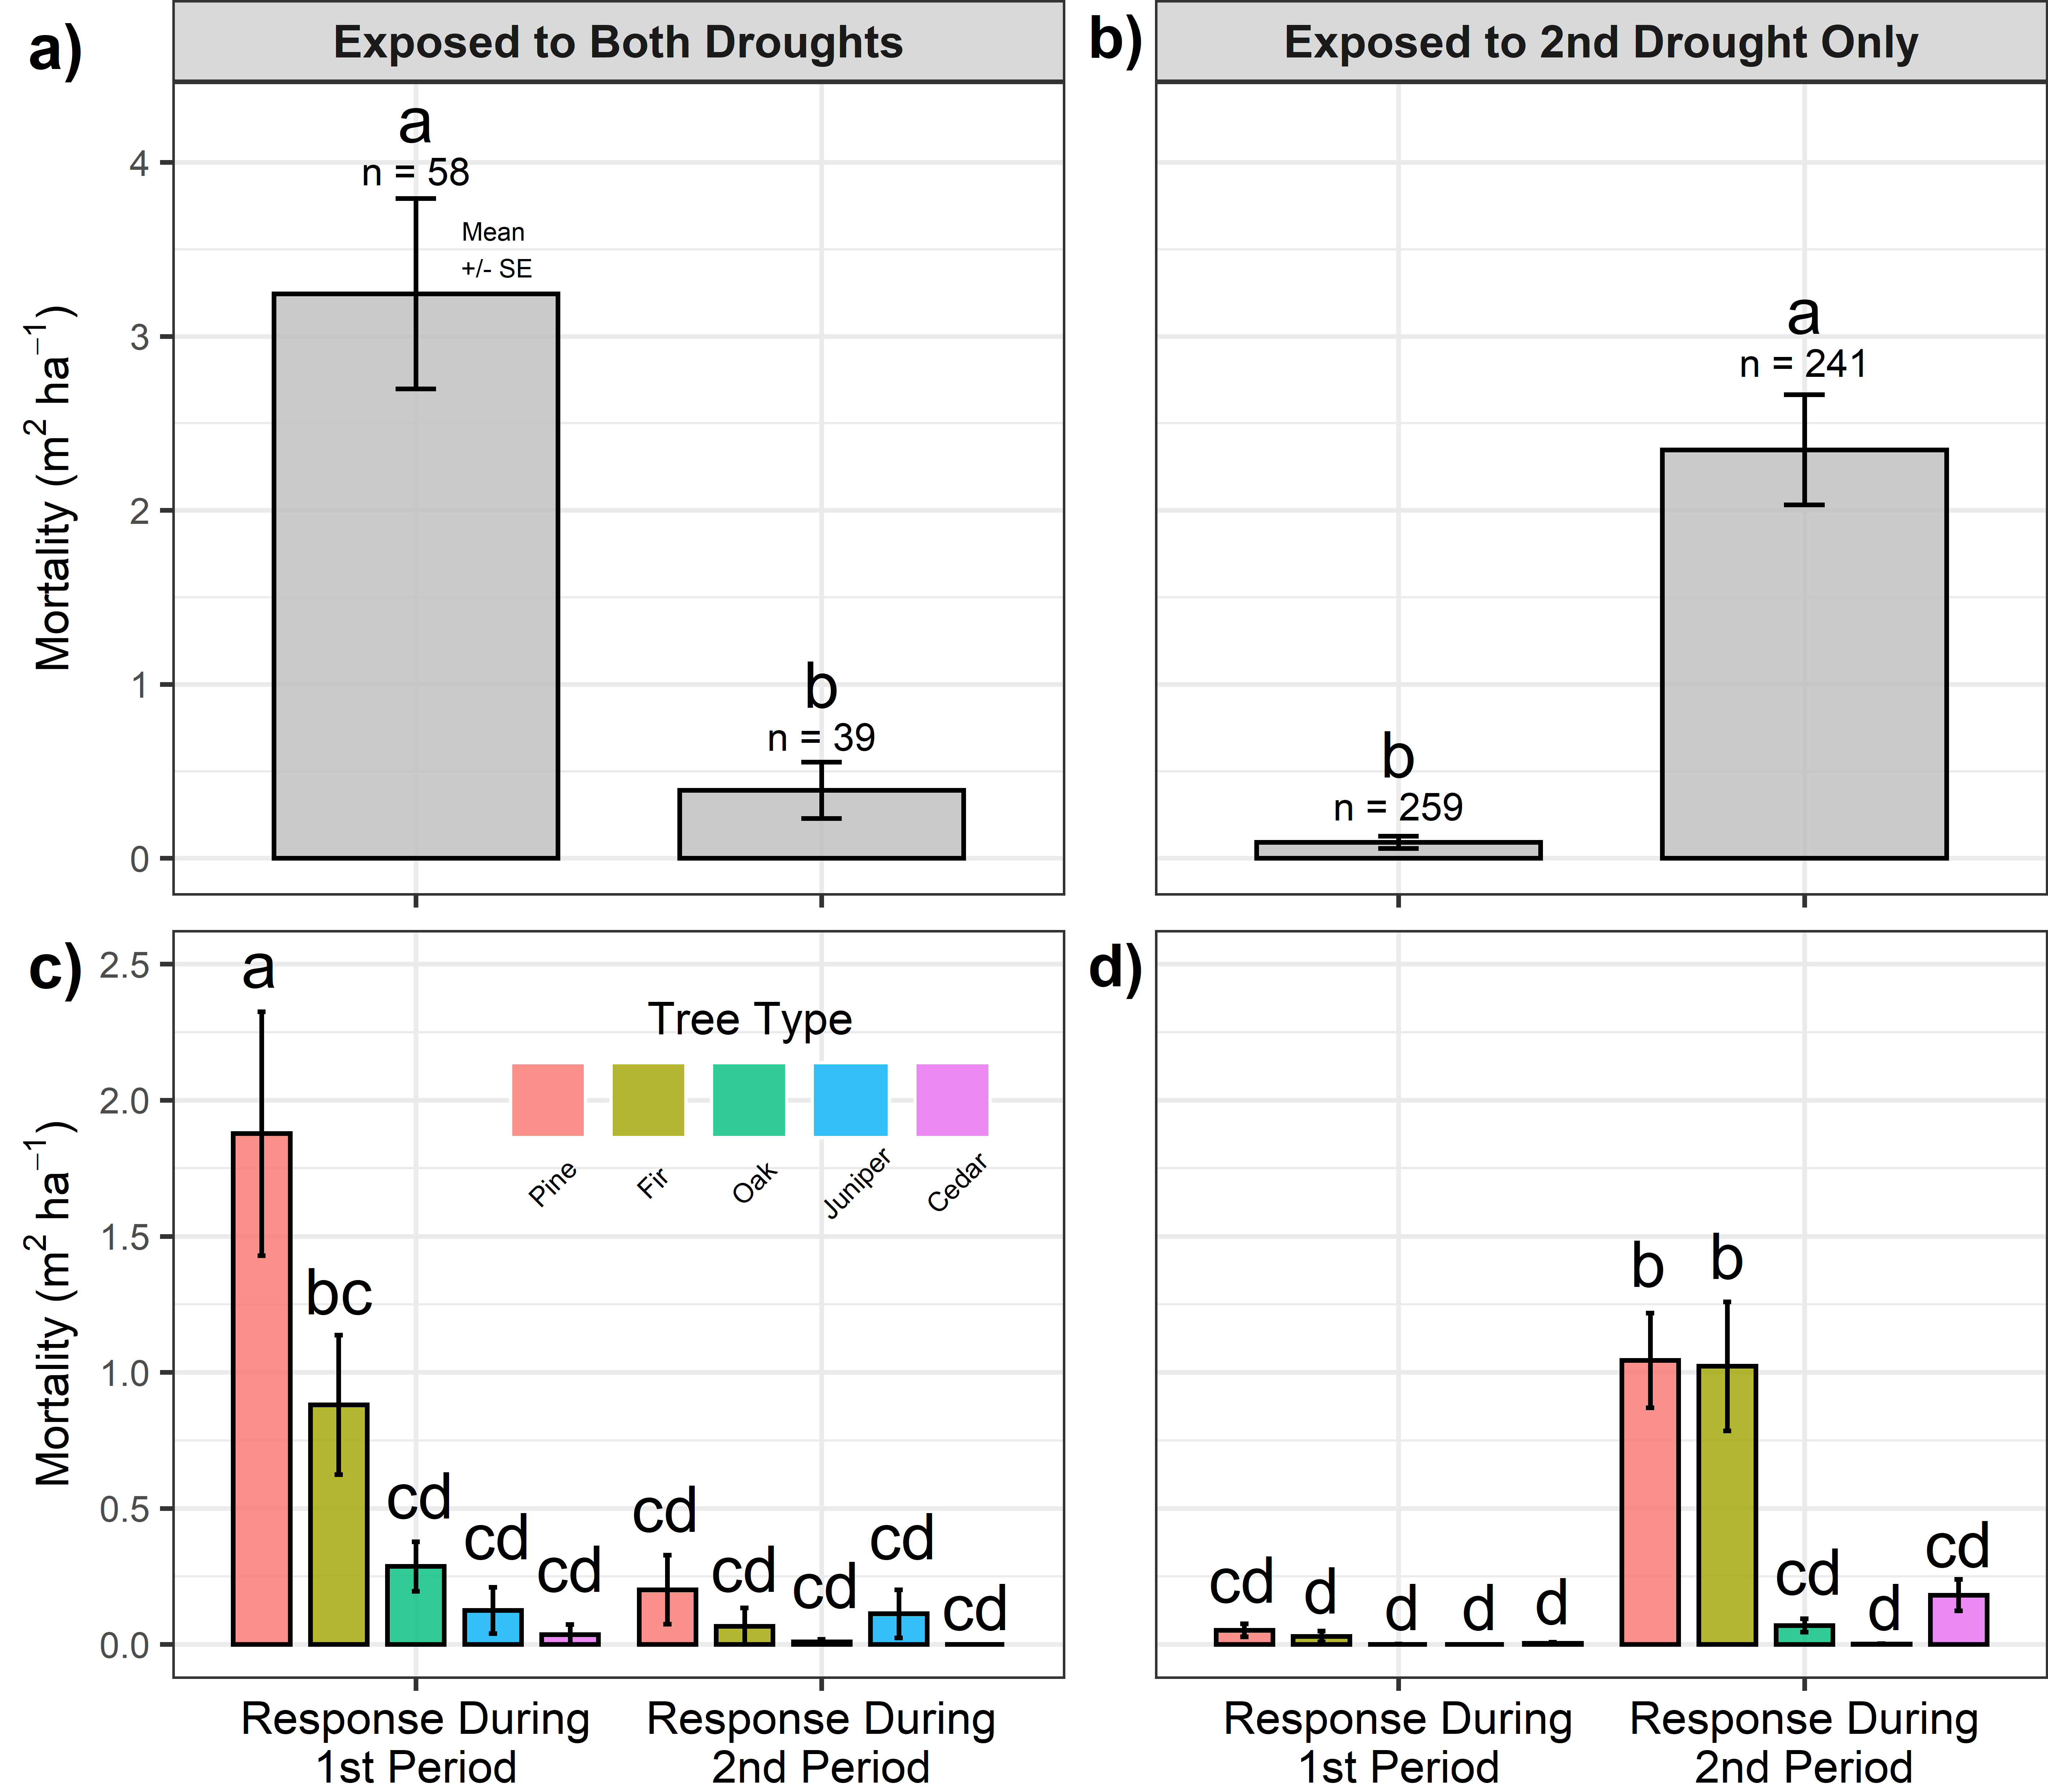 a)
Exposed to Both Droughts
b)
Exposed to 2nd Drought Only
Mortality (m² ha⁻¹)
4
3
2
1
0
a
n = 58
Mean
+/- SE
b
n = 39
b
n = 259
a
n = 241
c)
Mortality (m² ha⁻¹)
2.5
2.0
1.5
1.0
0.5
0.0
a
bc
cd
cd
cd
cd
cd
cd
cd
cd
Tree Type
Pine
Fir
Oak
Juniper
Cedar
Response During
1st Period
Response During
2nd Period
d)
cd
d
d
d
d
b
b
cd
d
cd
Response During
1st Period
Response During
2nd Period